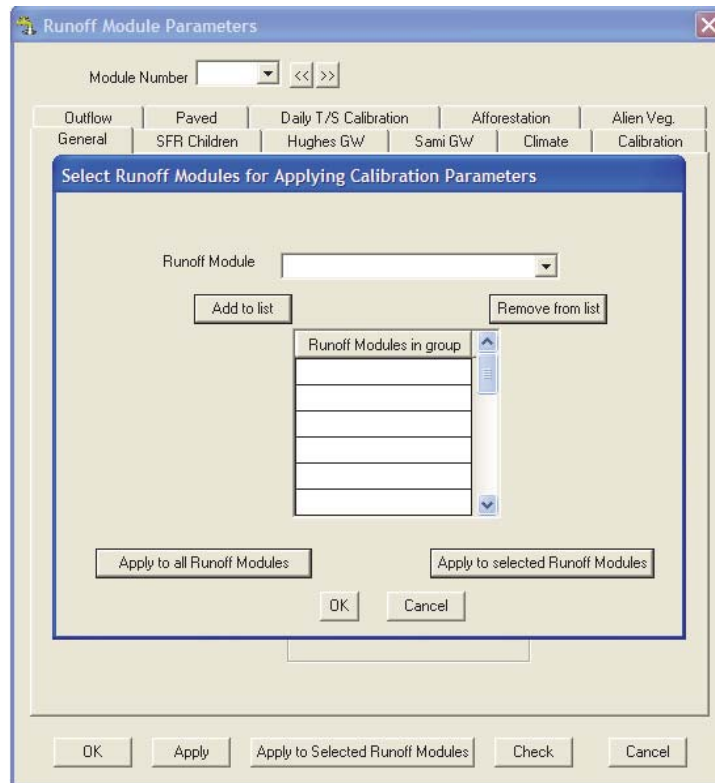 Runoff Module Parameters
Module Number << >>
Outflow Paved Daily T/S Calibration Afforestation Alien Veg.
General SFR Children Hughes GW Sami GW Climate Calibration
Select Runoff Modules for Applying Calibration Parameters
Runoff Module
Add to list Remove from list
Runoff Modules in group
Apply to all Runoff Modules Apply to selected Runoff Modules
OK Cancel
OK Apply Apply to Selected Runoff Modules Check Cancel